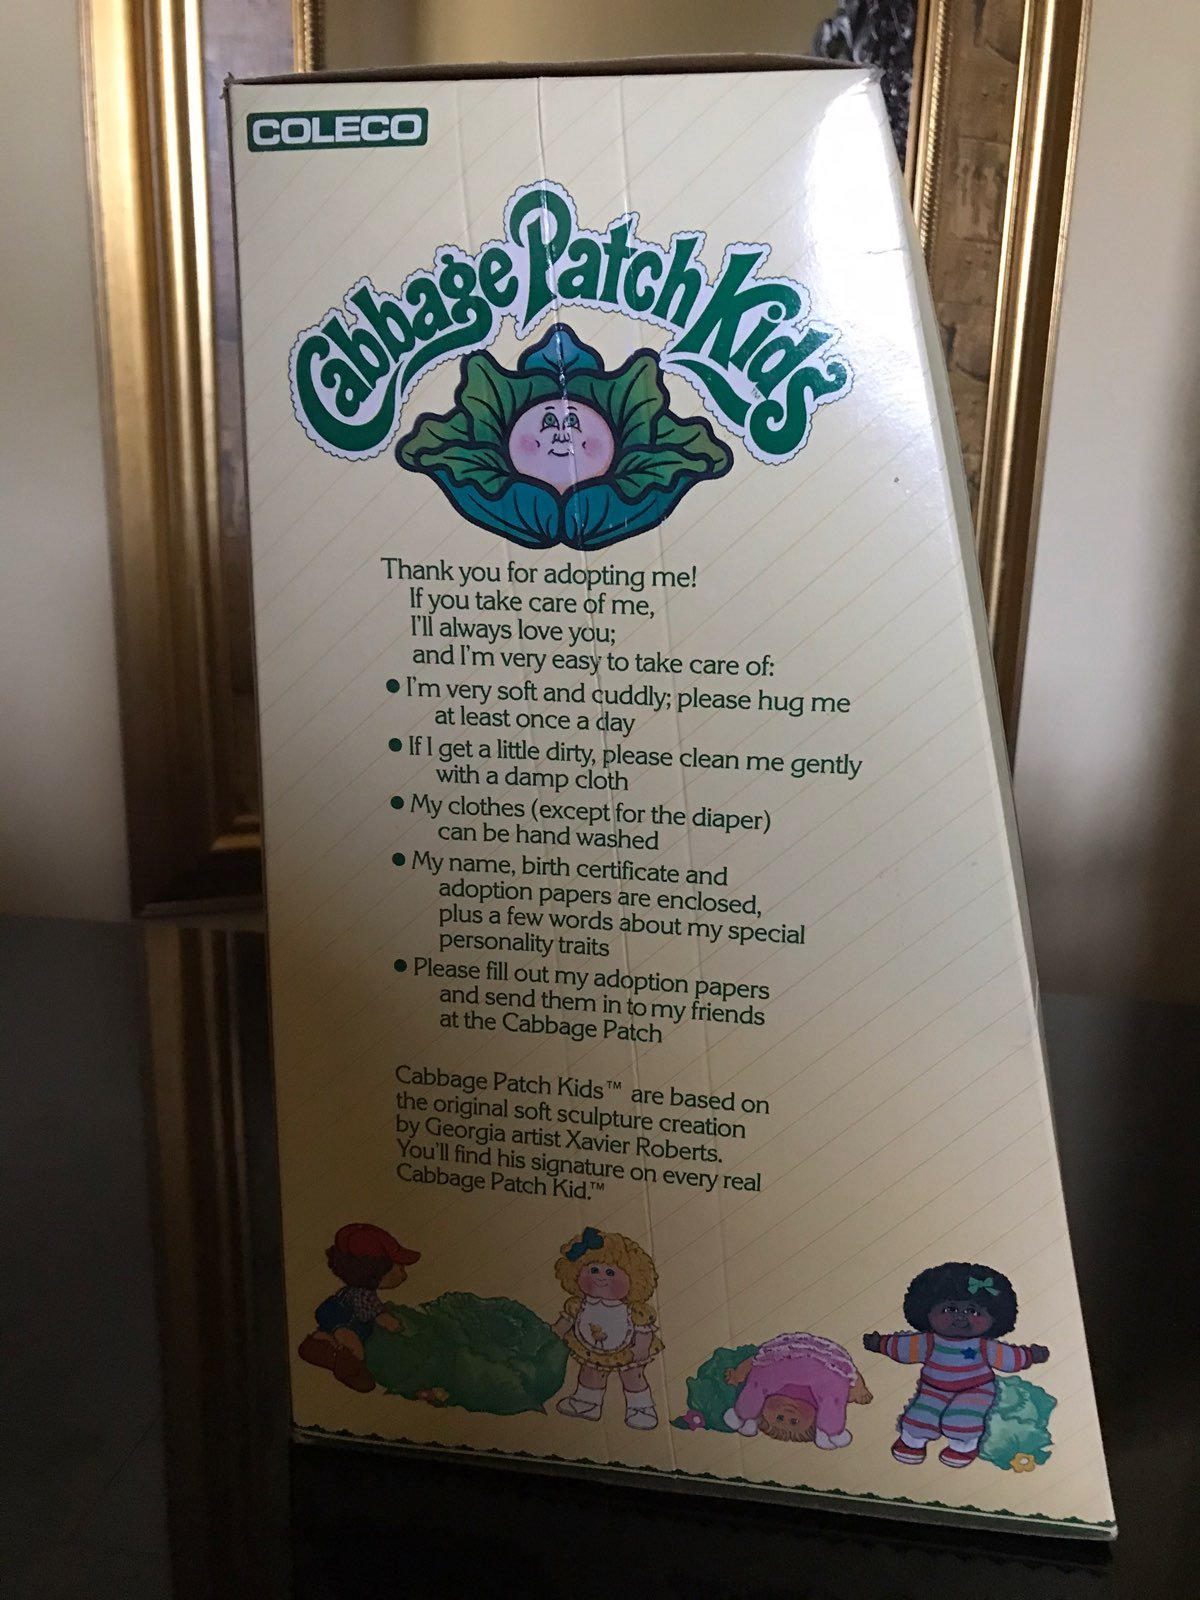 COLECO
Cabbage Patch Kids™
Thank you for adopting me!
If you take care of me,
I'll always love you;
and I'm very easy to take care of:
● I'm very soft and cuddly; please hug me
at least once a day
● If I get a little dirty, please clean me gently
with a damp cloth
● My clothes (except for the diaper)
can be hand washed
● My name, birth certificate and
adoption papers are enclosed,
plus a few words about my special
personality traits
● Please fill out my adoption papers
and send them in to my friends
at the Cabbage Patch
Cabbage Patch Kids™ are based on
the original soft sculpture creation
by Georgia artist Xavier Roberts.
You'll find his signature on every real
Cabbage Patch Kid.™